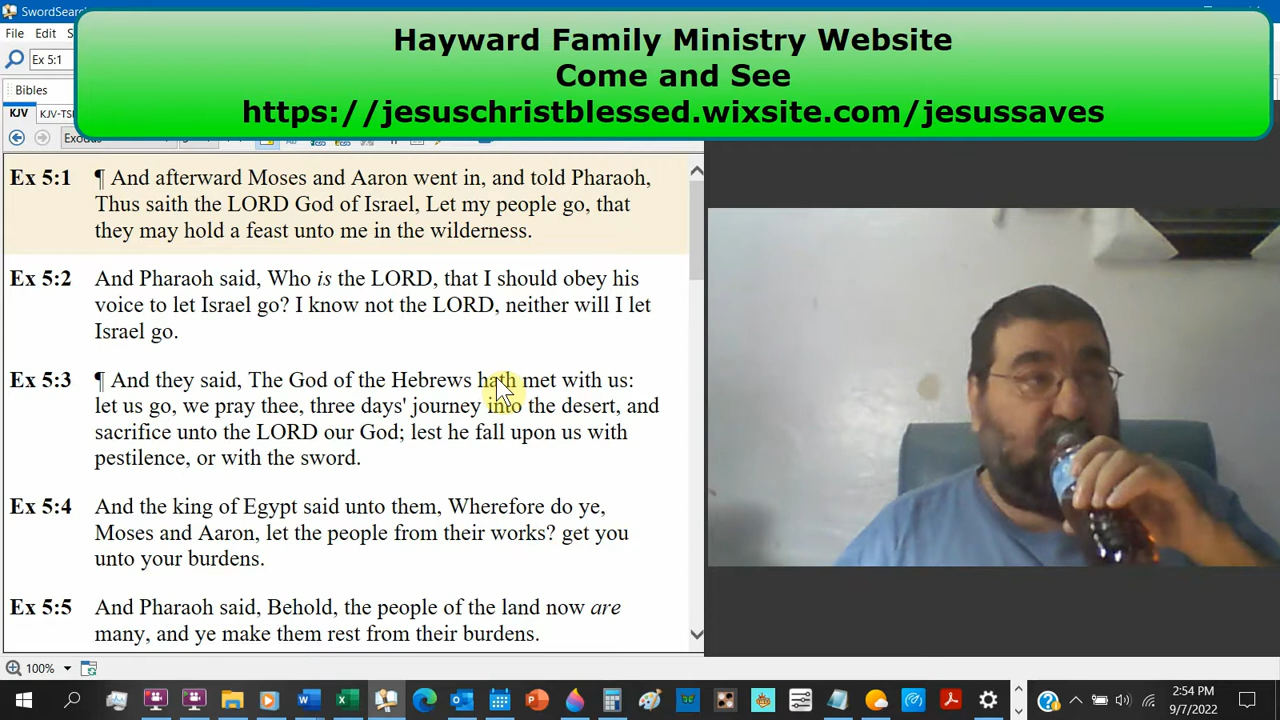 SwordSear
Hayward Family Ministry Website
Come and See
https://jesuschristblessed.wixsite.com/jesussaves
File Edit S
Ex 5:1
Bibles
KJV KJV-TS
Exodus
Ex 5:1 ¶ And afterward Moses and Aaron went in, and told Pharaoh,
Thus saith the LORD God of Israel, Let my people go, that
they may hold a feast unto me in the wilderness.
Ex 5:2 And Pharaoh said, Who is the LORD, that I should obey his
voice to let Israel go? I know not the LORD, neither will I let
Israel go.
Ex 5:3 ¶ And they said, The God of the Hebrews hath met with us:
let us go, we pray thee, three days' journey into the desert, and
sacrifice unto the LORD our God; lest he fall upon us with
pestilence, or with the sword.
Ex 5:4 And the king of Egypt said unto them, Wherefore do ye,
Moses and Aaron, let the people from their works? get you
unto your burdens.
Ex 5:5 And Pharaoh said, Behold, the people of the land now are
many, and ye make them rest from their burdens.
100%
2:54 PM
9/7/2022